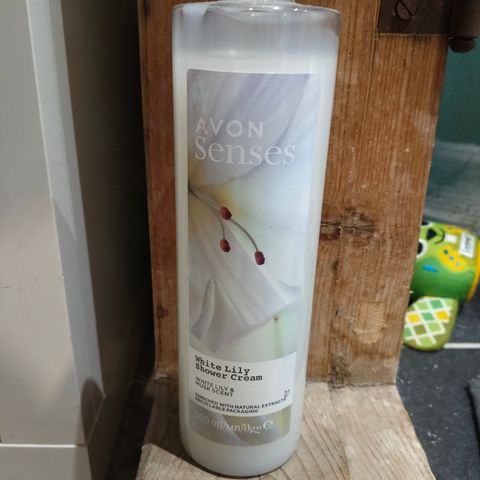 AVON
Senses
White Lily
Shower Cream
WHITE LILY &
MUSK SCENT
ENRICHED WITH NATURAL EXTRACTS
RECYCLABLE PACKAGING